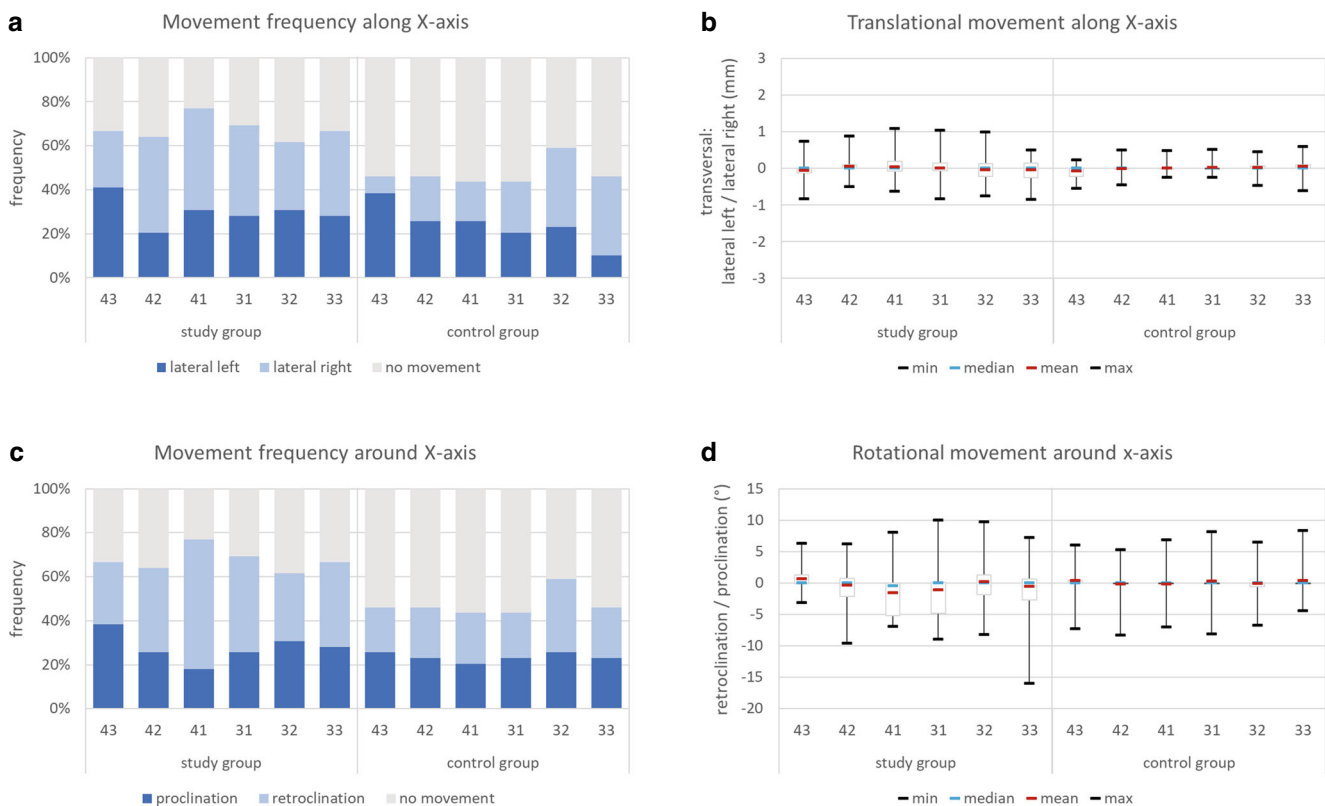 a
Movement frequency along X-axis
100%
80%
60%
40%
20%
0%
frequency
43 42 41 31 32 33 43 42 41 31 32 33
study group control group
lateral left lateral right no movement
b
Translational movement along X-axis
3
2
1
0
-1
-2
-3
transversal:
lateral left / lateral right (mm)
43 42 41 31 32 33 43 42 41 31 32 33
study group control group
min median mean max
c
Movement frequency around X-axis
100%
80%
60%
40%
20%
0%
frequency
43 42 41 31 32 33 43 42 41 31 32 33
study group control group
proclination retroclination no movement
d
Rotational movement around x-axis
15
10
5
0
-5
-10
-15
-20
retroclination / proclination (°)
43 42 41 31 32 33 43 42 41 31 32 33
study group control group
min median mean max